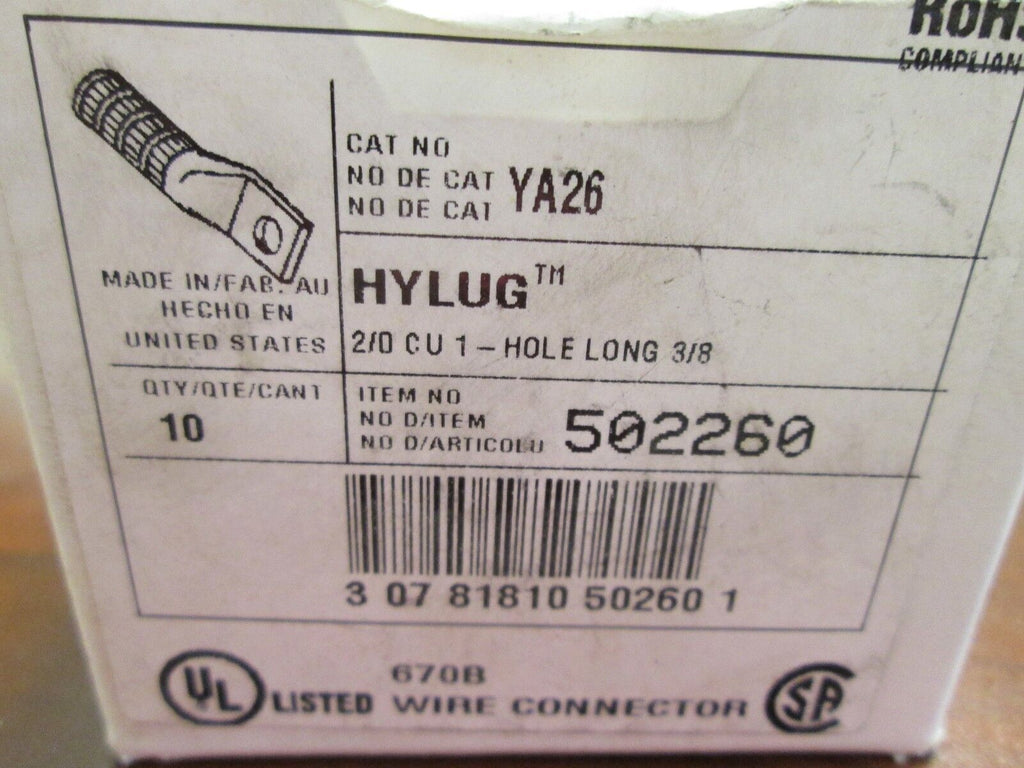 RoHS
COMPLIAN
CAT NO
NO DE CAT
NO DE CAT
YA26
MADE IN/FAB. AU
HECHO EN
UNITED STATES
HYLUG™
2/0 CU 1 - HOLE LONG 3/8
QTY/QTE/CANT
10
ITEM NO
NO D/ITEM
NO D/ARTICOLU
502260
3 07 81810 50260 1
UL LISTED
670B
WIRE CONNECTOR
SA